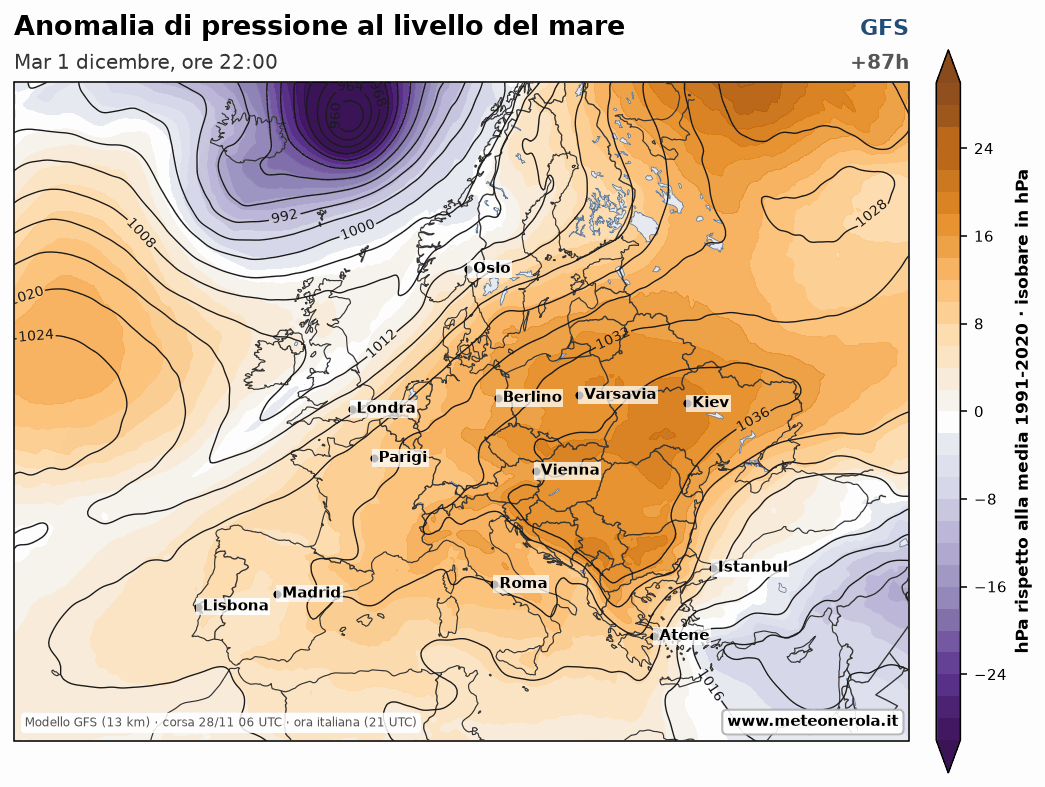 Anomalia di pressione al livello del mare
GFS
Mar 1 dicembre, ore 22:00
+87h
964
968
960
992
1000
1008
1028
Oslo
1020
1024
1012
1032
Berlino
Varsavia
Kiev
Londra
1036
Parigi
Vienna
Istanbul
Roma
Madrid
Lisbona
Atene
1016
Modello GFS (13 km) · corsa 28/11 06 UTC · ora italiana (21 UTC)
www.meteonerola.it
24
16
8
0
−8
−16
−24
hPa rispetto alla media 1991-2020 · isobare in hPa